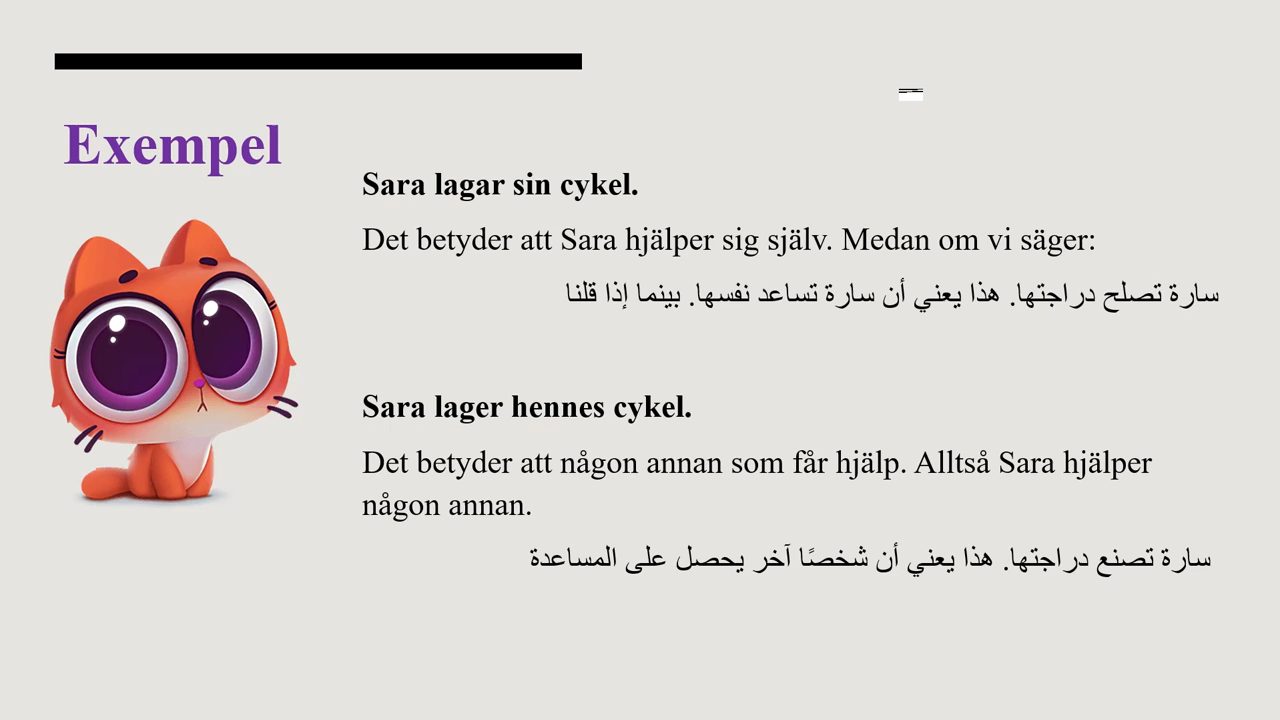 Exempel
Sara lagar sin cykel.
Det betyder att Sara hjälper sig själv. Medan om vi säger:
سارة تصلح دراجتها. هذا يعني أن سارة تساعد نفسها. بينما إذا قلنا
Sara lager hennes cykel.
Det betyder att någon annan som får hjälp. Alltså Sara hjälper
någon annan.
سارة تصنع دراجتها. هذا يعني أن شخصًا آخر يحصل على المساعدة